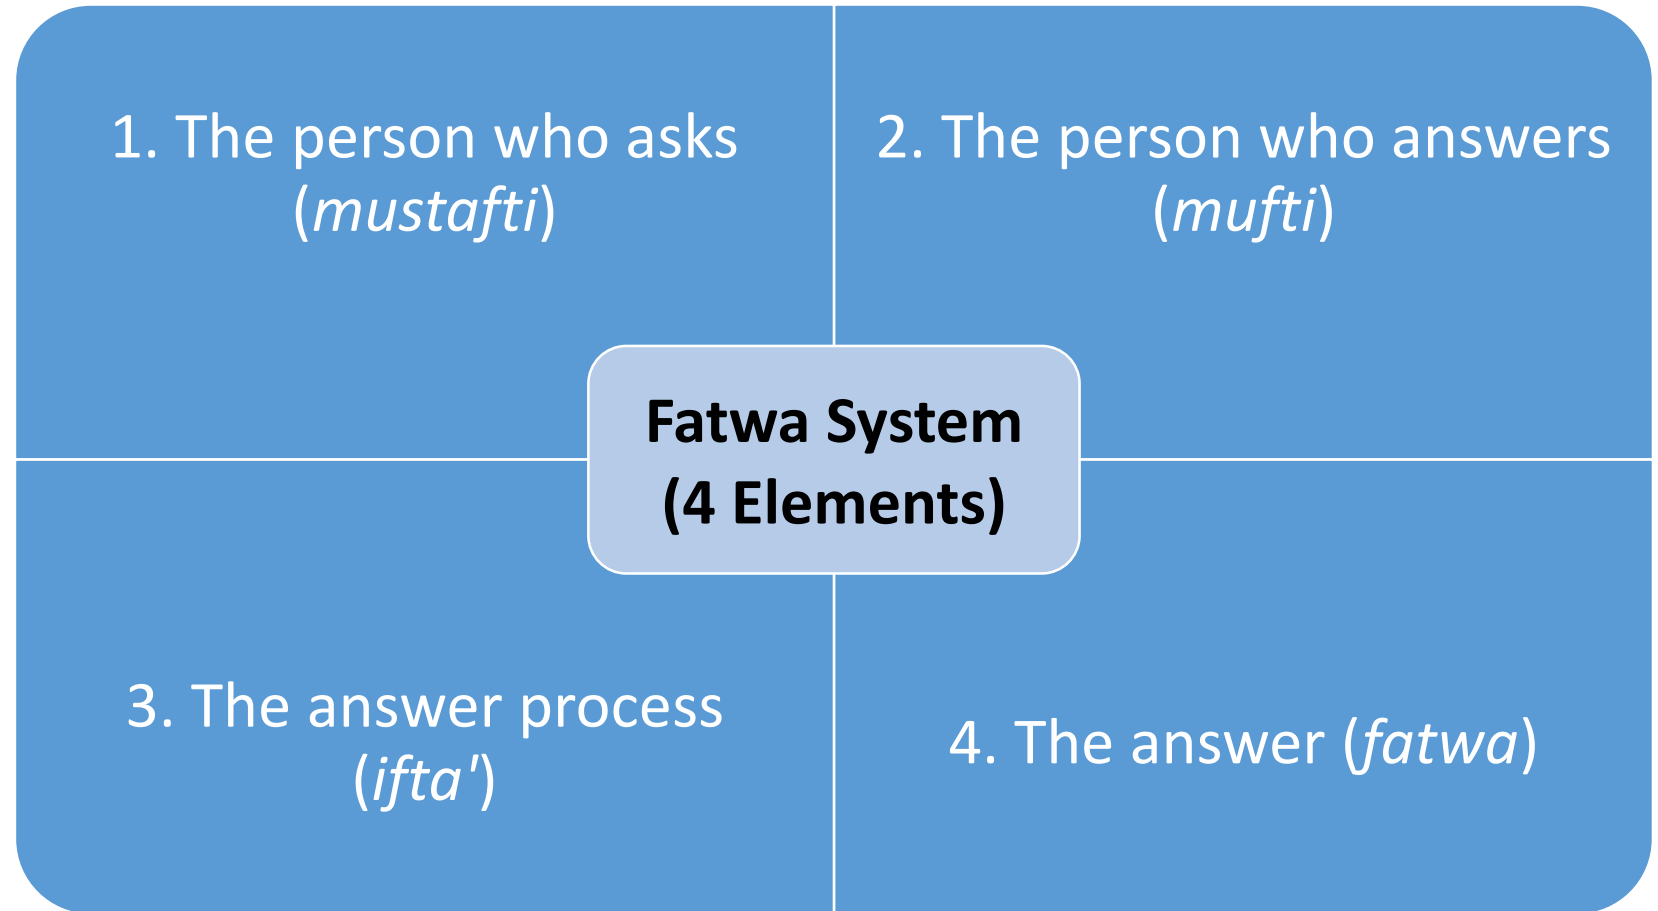 1. The person who asks
(mustafti)
2. The person who answers
(mufti)
Fatwa System
(4 Elements)
3. The answer process
(ifta')
4. The answer (fatwa)